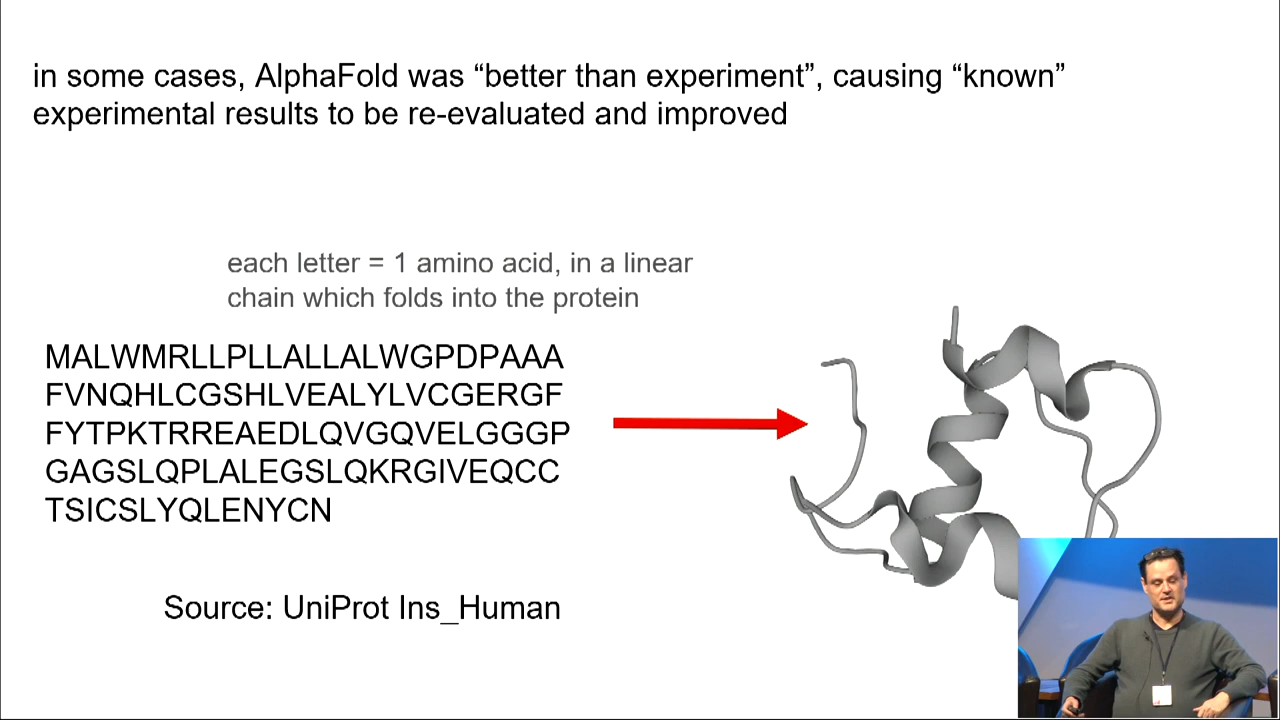 in some cases, AlphaFold was “better than experiment”, causing “known”
experimental results to be re-evaluated and improved
each letter = 1 amino acid, in a linear
chain which folds into the protein
MALWMRLLPLLALLALWGPDPAAA
FVNQHLCGSHLVEALYLVCGERGF
FYTPKTRREAEDLQVGQVELGGGP
GAGSLQPLALEGSLQKRGIVEQCC
TSICSLYQLENYCN
Source: UniProt Ins_Human